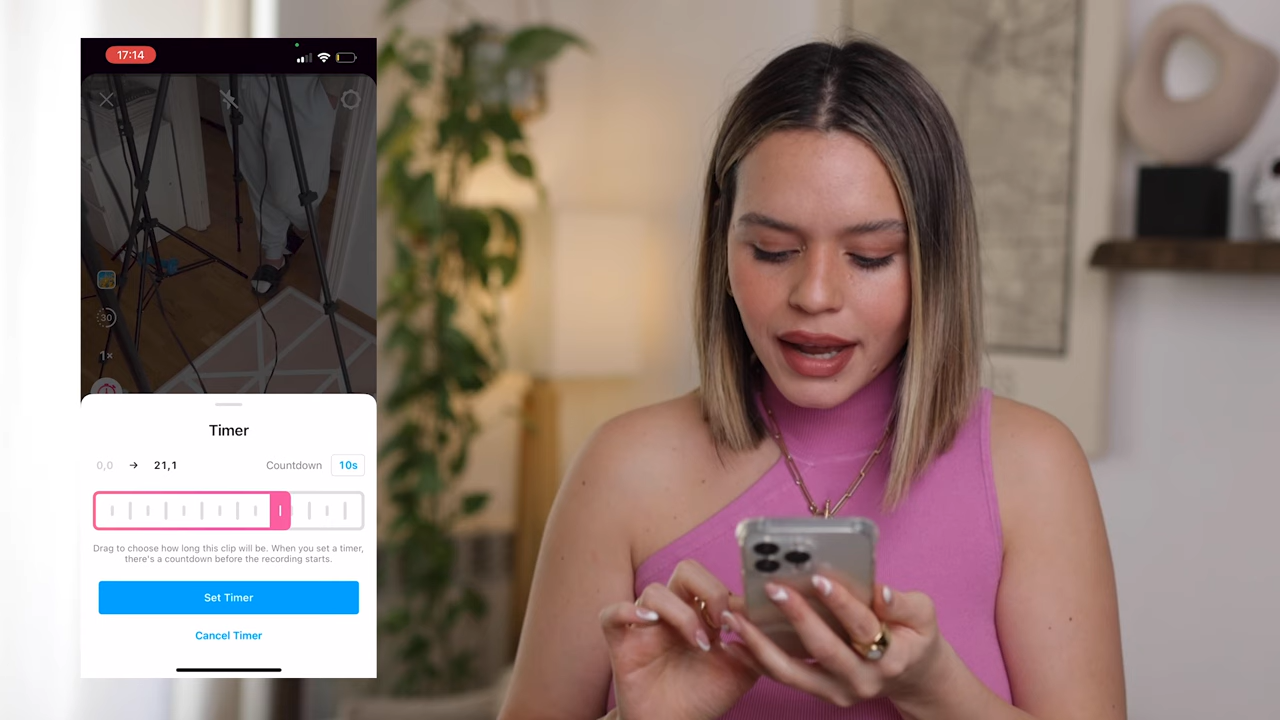 17:14
30
1×
Timer
0,0 → 21,1 Countdown 10s
Drag to choose how long this clip will be. When you set a timer,
there's a countdown before the recording starts.
Set Timer
Cancel Timer